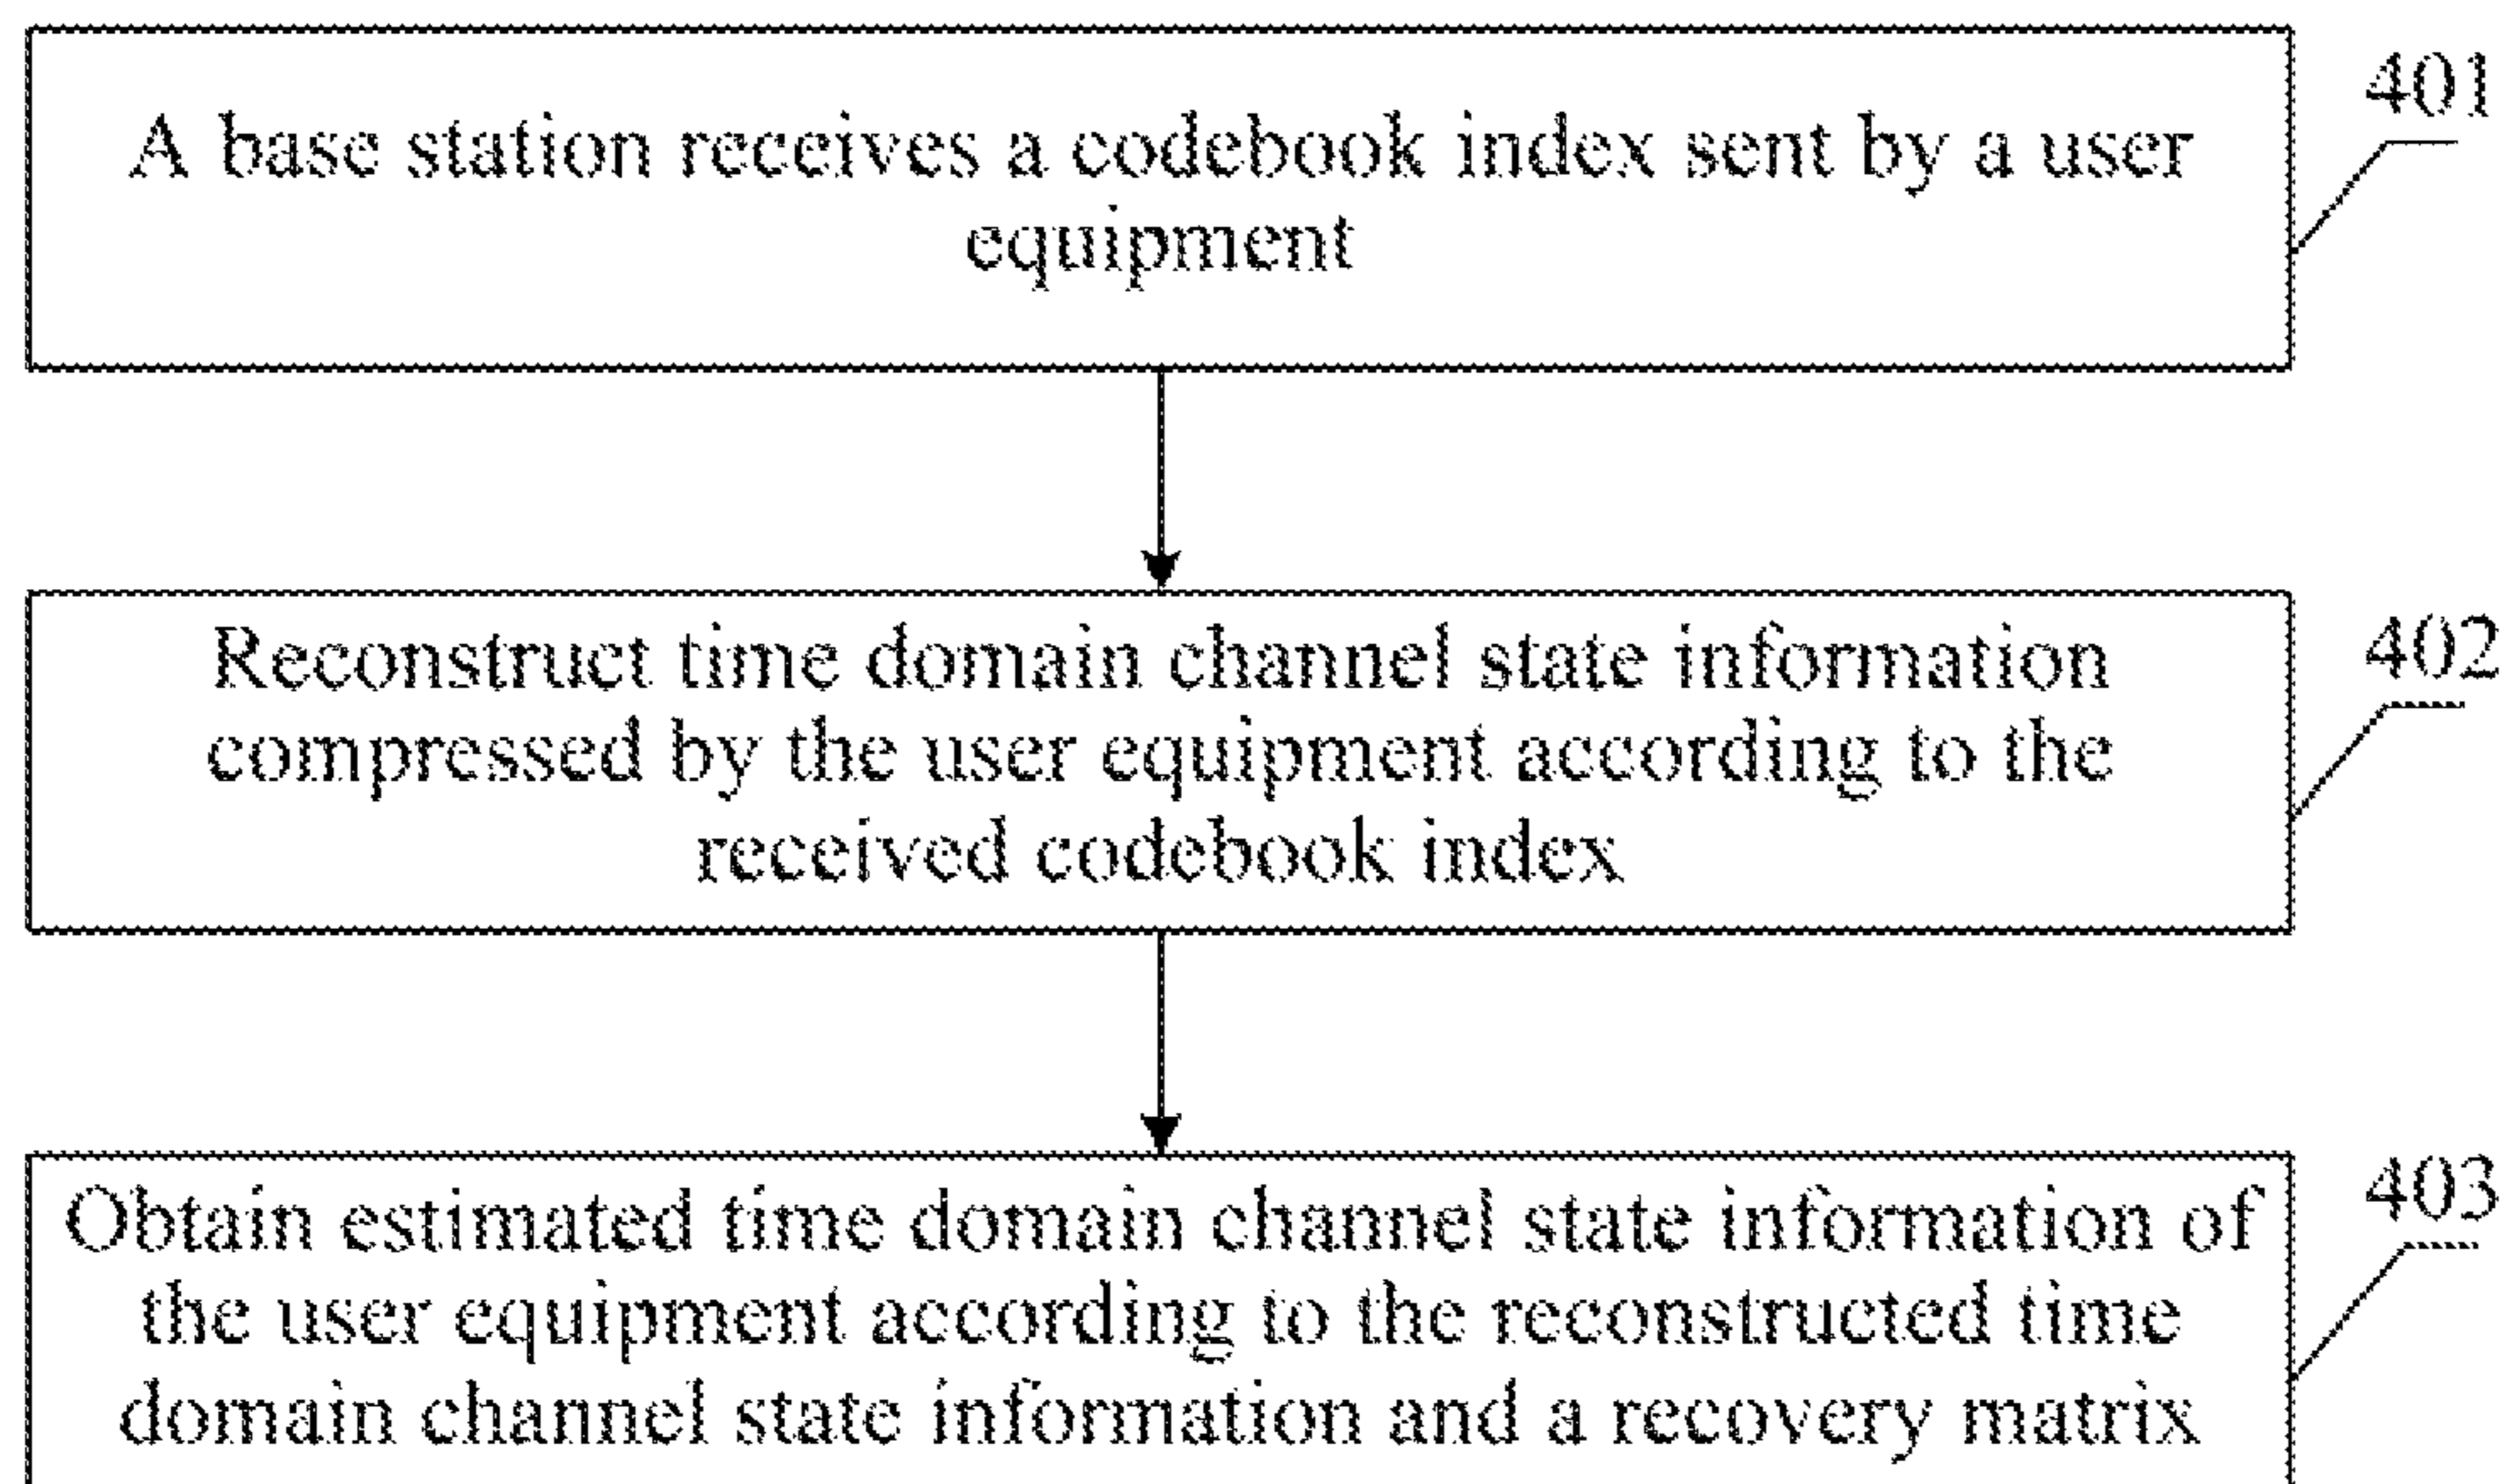 A base station receives a codebook index sent by a user
equipment
401
Reconstruct time domain channel state information
compressed by the user equipment according to the
received codebook index
402
Obtain estimated time domain channel state information of
the user equipment according to the reconstructed time
domain channel state information and a recovery matrix
403